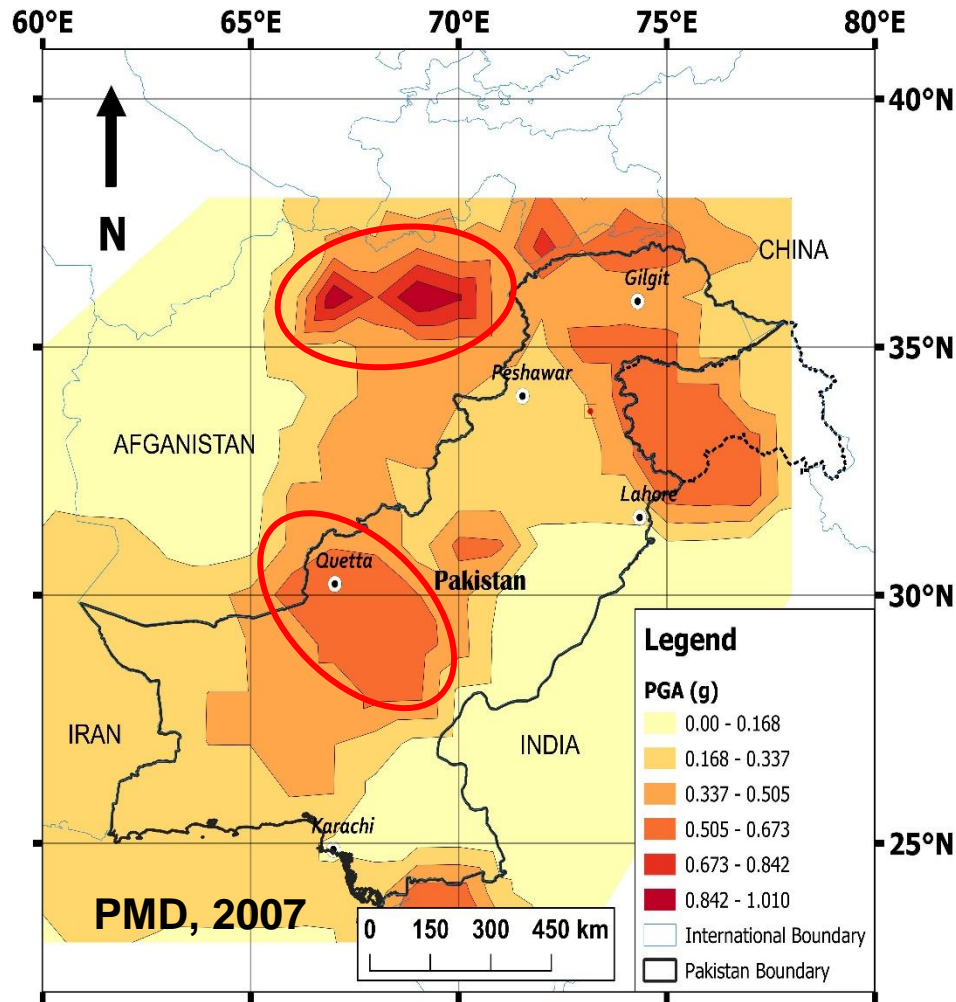 60°E 65°E 70°E 75°E 80°E
40°N
N
CHINA
Gilgit
35°N
Peshawar
AFGANISTAN
Lahore
Quetta
Pakistan
30°N
Legend
PGA (g)
0.00 - 0.168
IRAN
INDIA
0.168 - 0.337
0.337 - 0.505
0.505 - 0.673
Karachi
25°N
0.673 - 0.842
0.842 - 1.010
PMD, 2007
0 150 300 450 km
International Boundary
Pakistan Boundary